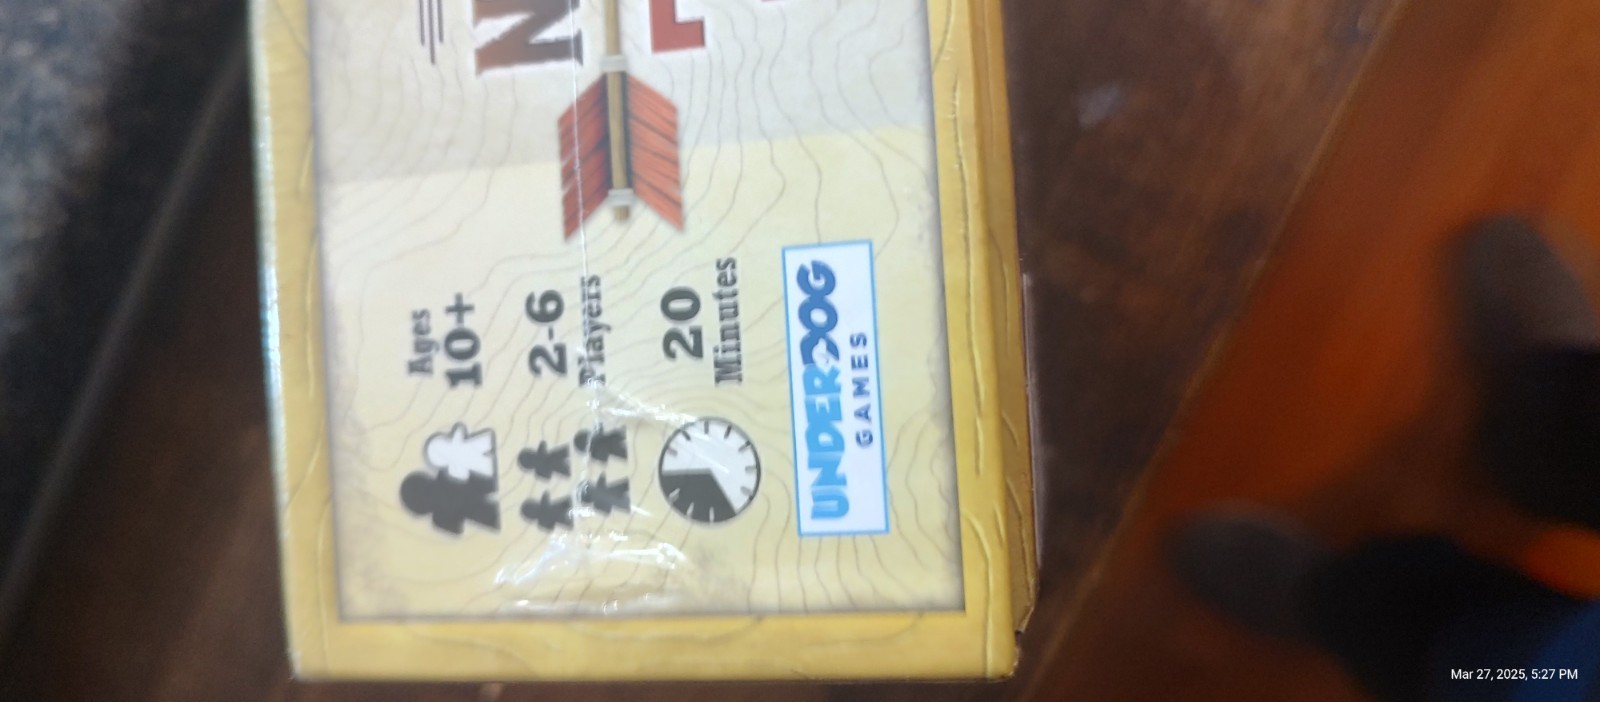 Ages
10+
2-6
Players
20
Minutes
UNDERDOG
GAMES
Mar 27, 2025, 5:27 PM